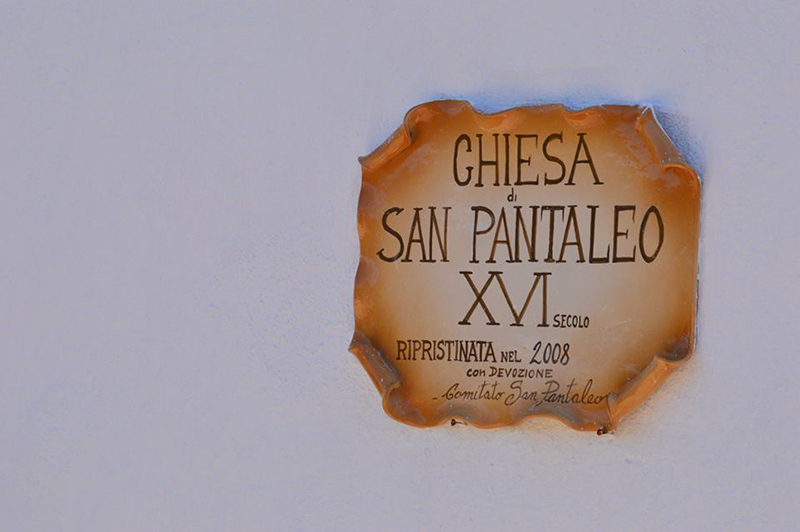 CHIESA
di
SAN PANTALEO
XVI SECOLO
RIPRISTINATA NEL 2008
con DEVOZIONE
- Comitato San Pantaleo